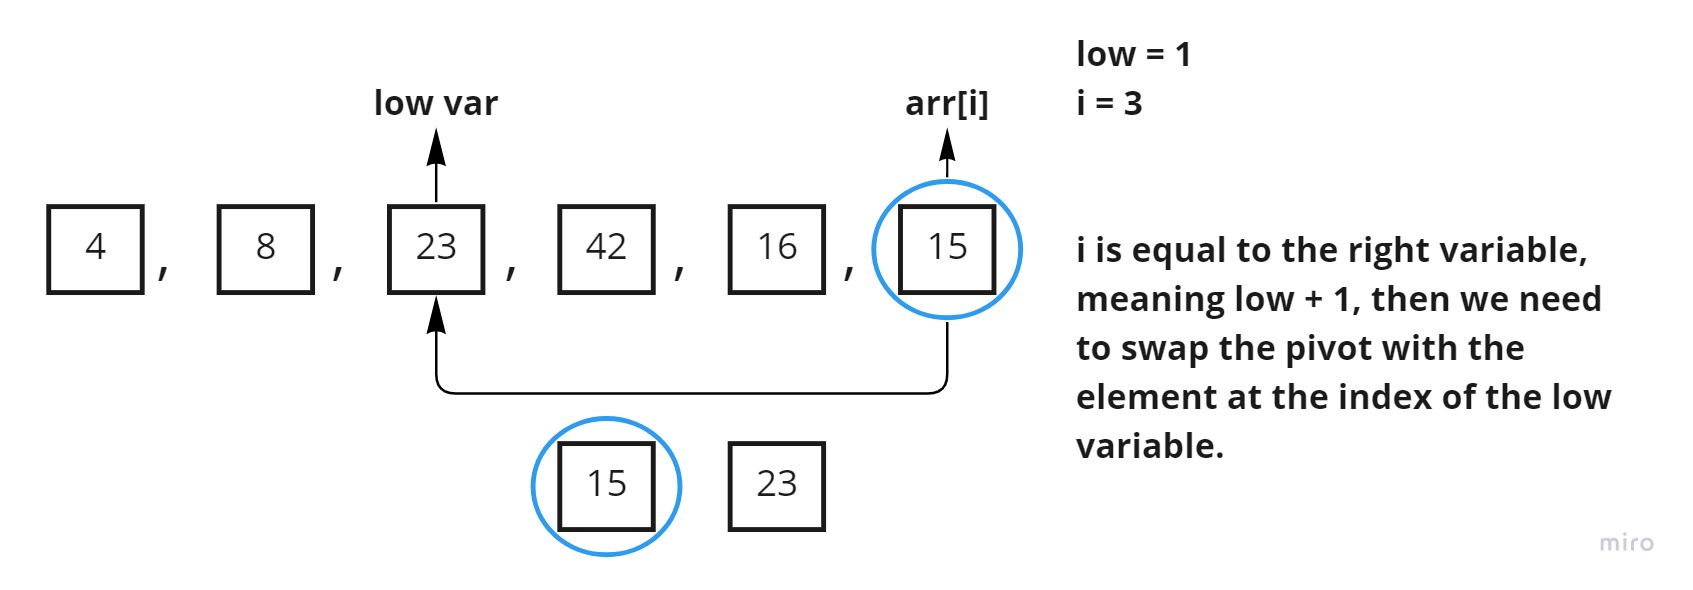 low = 1
low var
arr[i]
i = 3
4 , 8 , 23 , 42 , 16 , 15
i is equal to the right variable,
meaning low + 1, then we need
to swap the pivot with the
element at the index of the low
variable.
15 23
miro